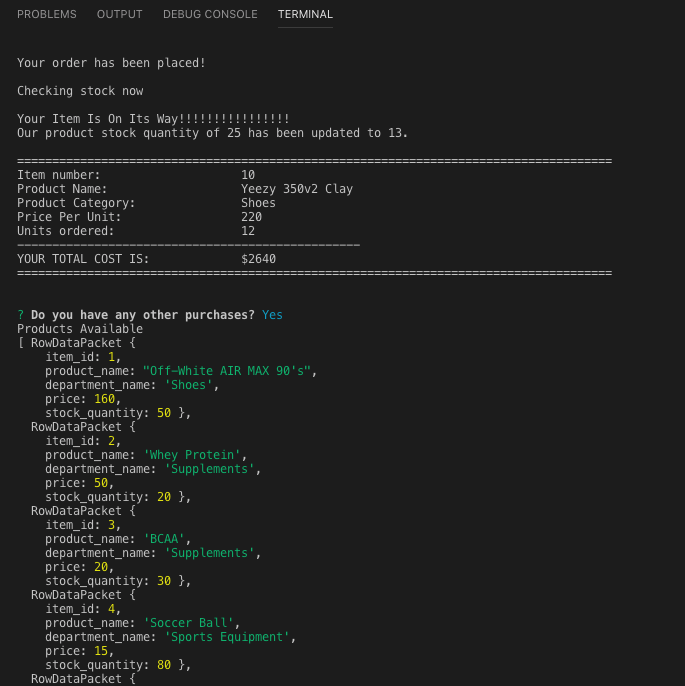 PROBLEMS OUTPUT DEBUG CONSOLE TERMINAL
Your order has been placed!
Checking stock now
Your Item Is On Its Way!!!!!!!!!!!!!!!!
Our product stock quantity of 25 has been updated to 13.
=====================================================================================
Item number: 10
Product Name: Yeezy 350v2 Clay
Product Category: Shoes
Price Per Unit: 220
Units ordered: 12
-------------------------------------------------
YOUR TOTAL COST IS: $2640
=====================================================================================
? Do you have any other purchases? Yes
Products Available
[ RowDataPacket {
item_id: 1,
product_name: "Off-White AIR MAX 90's",
department_name: 'Shoes',
price: 160,
stock_quantity: 50 },
RowDataPacket {
item_id: 2,
product_name: 'Whey Protein',
department_name: 'Supplements',
price: 50,
stock_quantity: 20 },
RowDataPacket {
item_id: 3,
product_name: 'BCAA',
department_name: 'Supplements',
price: 20,
stock_quantity: 30 },
RowDataPacket {
item_id: 4,
product_name: 'Soccer Ball',
department_name: 'Sports Equipment',
price: 15,
stock_quantity: 80 },
RowDataPacket {